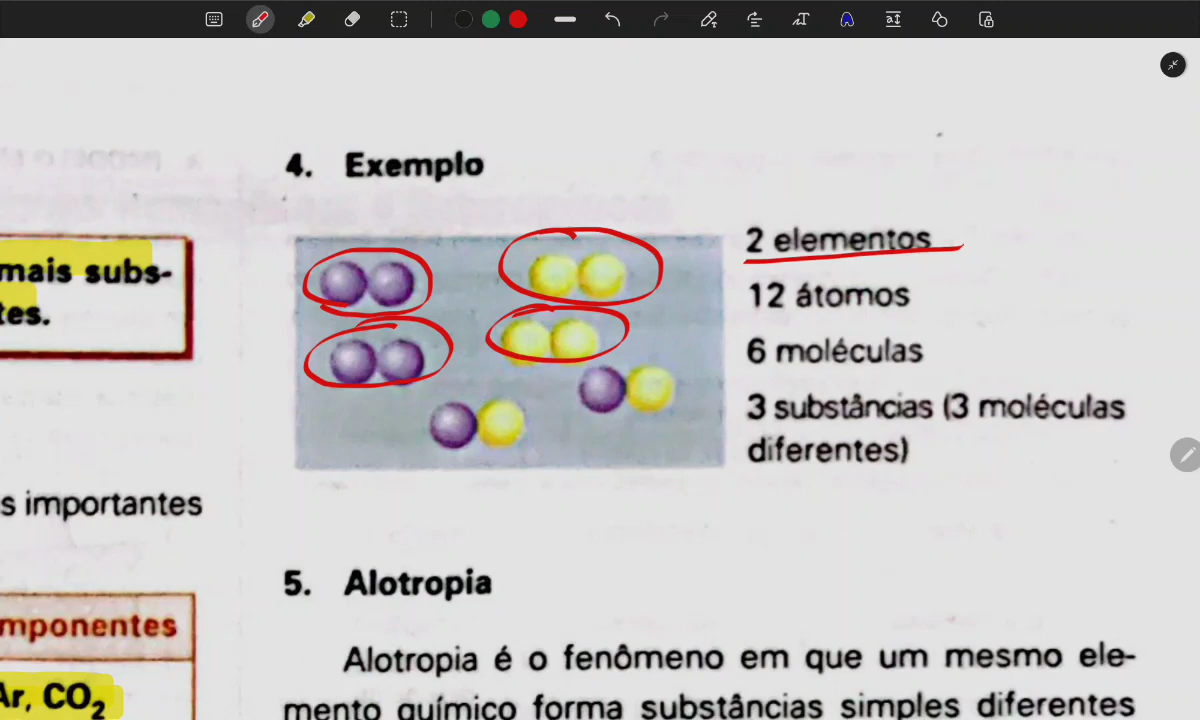 4. Exemplo
mais subs-
tes.
2 elementos
12 átomos
6 moléculas
3 substâncias (3 moléculas
diferentes)
s importantes
5. Alotropia
mponentes
Ar, CO₂
Alotropia é o fenômeno em que um mesmo ele-
mento químico forma substâncias simples diferentes